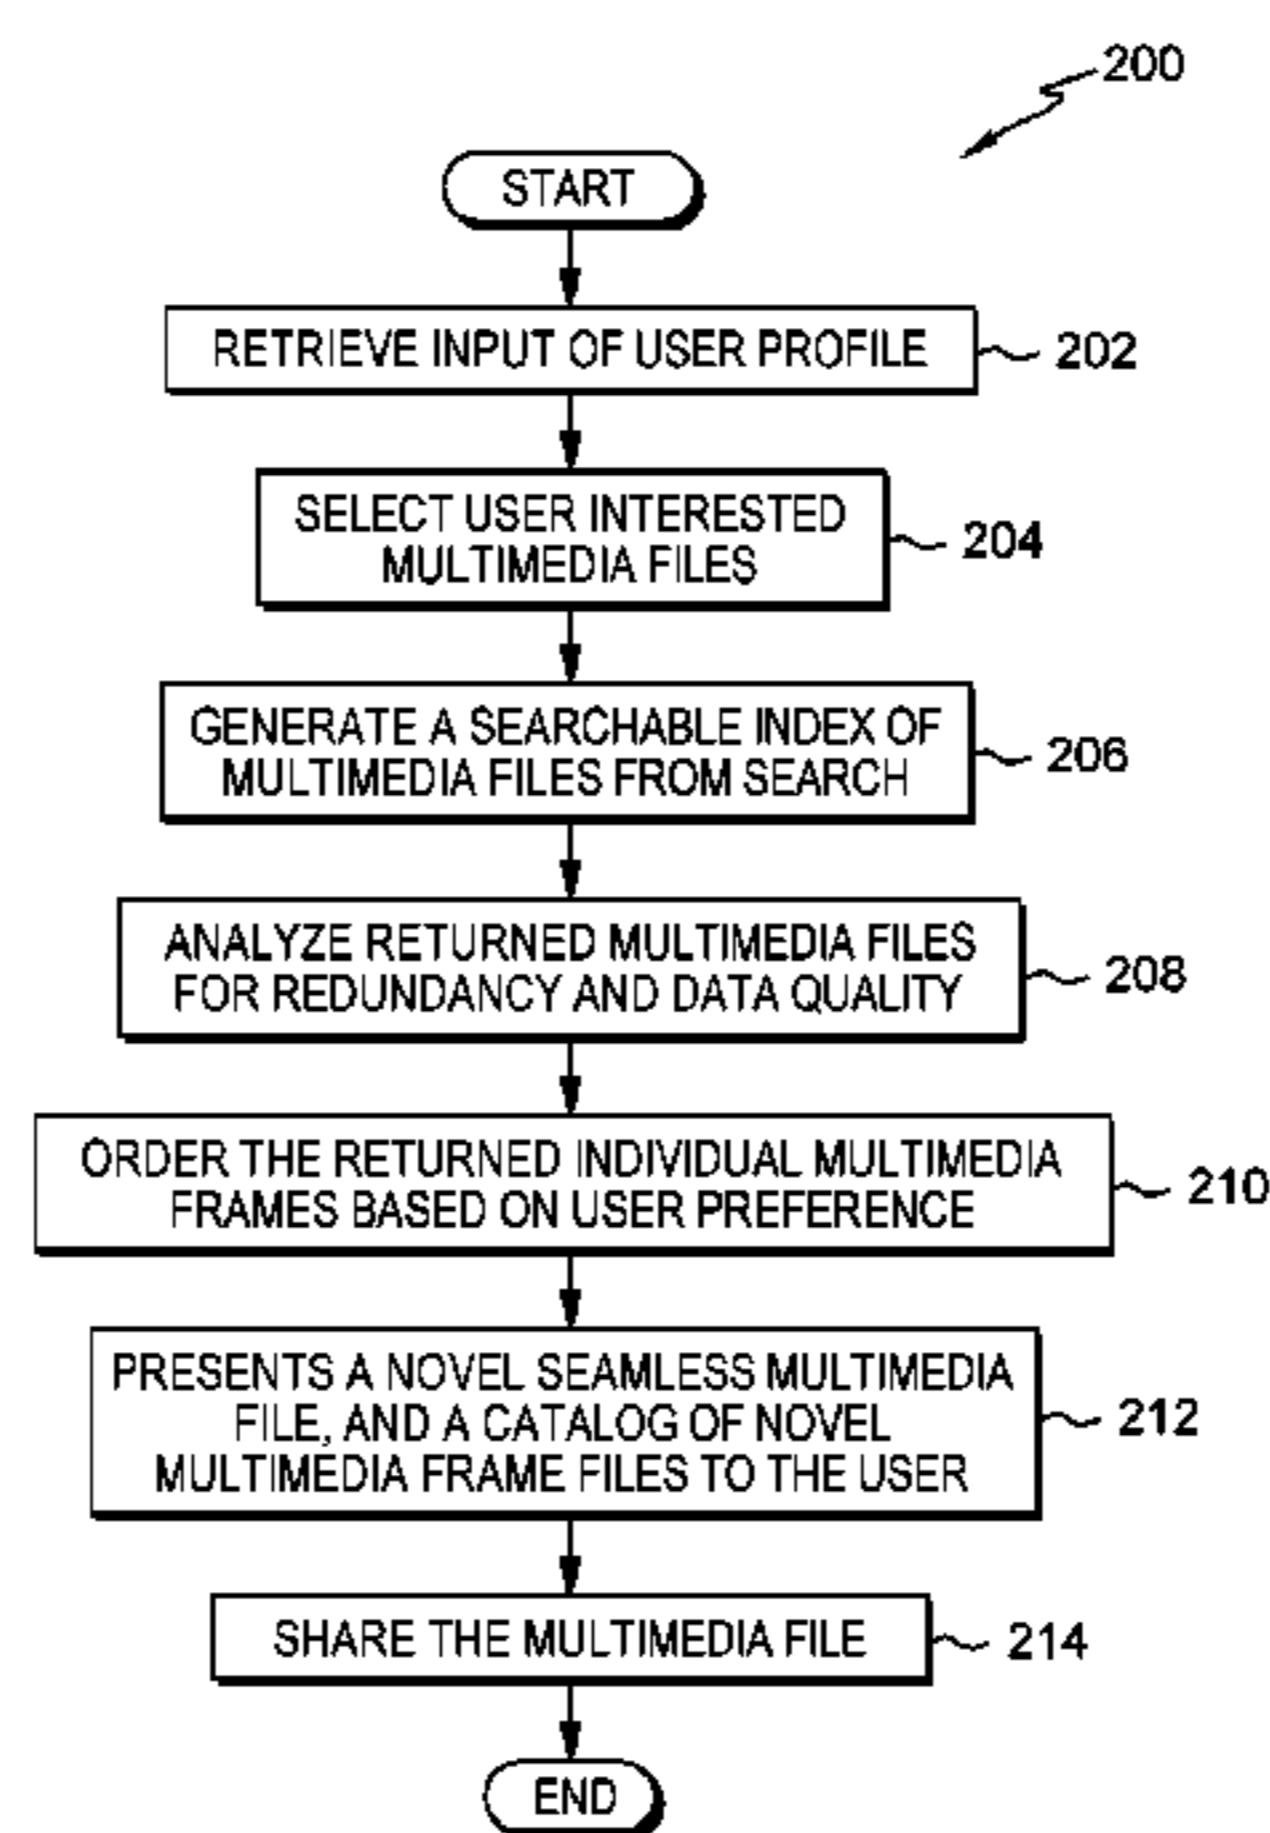 200
START
RETRIEVE INPUT OF USER PROFILE
202
SELECT USER INTERESTED
MULTIMEDIA FILES
204
GENERATE A SEARCHABLE INDEX OF
MULTIMEDIA FILES FROM SEARCH
206
ANALYZE RETURNED MULTIMEDIA FILES
FOR REDUNDANCY AND DATA QUALITY
208
ORDER THE RETURNED INDIVIDUAL MULTIMEDIA
FRAMES BASED ON USER PREFERENCE
210
PRESENTS A NOVEL SEAMLESS MULTIMEDIA
FILE, AND A CATALOG OF NOVEL
MULTIMEDIA FRAME FILES TO THE USER
212
SHARE THE MULTIMEDIA FILE
214
END